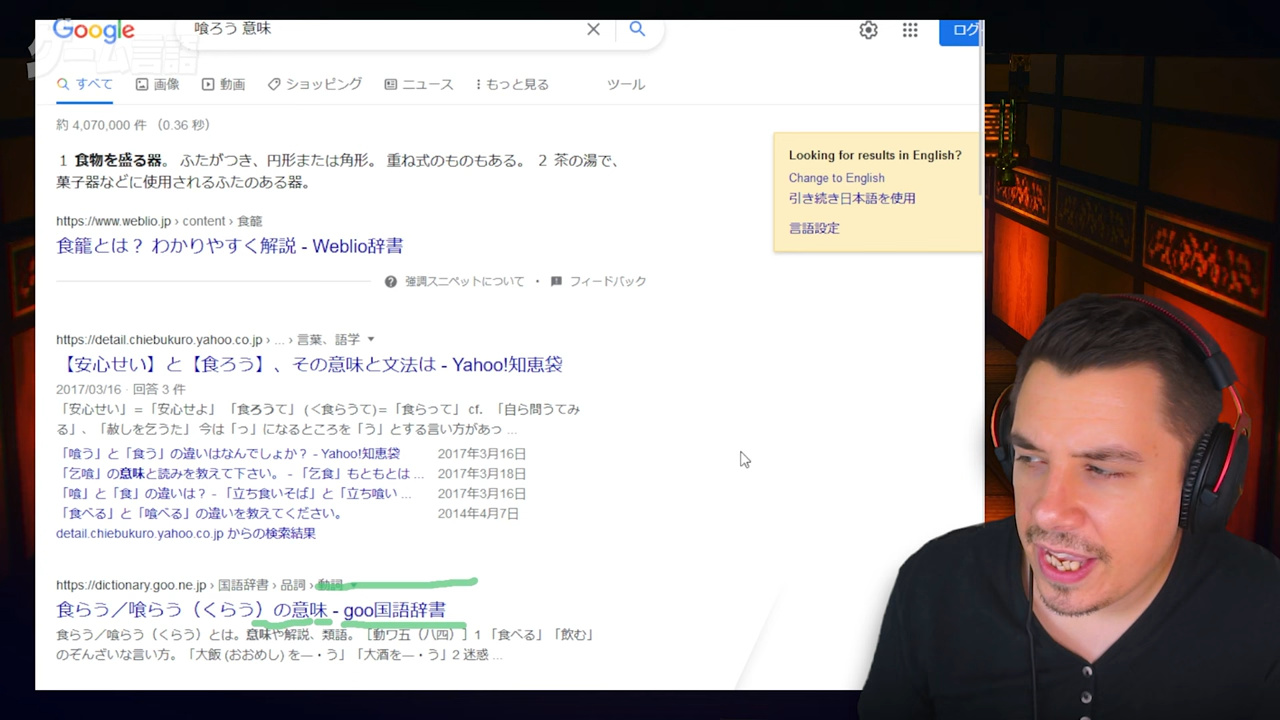 Google
喰ろう 意味
ログ
ゲーム言語
すべて 画像 動画 ショッピング ニュース もっと見る ツール
約 4,070,000 件 （0.36 秒）
1 食物を盛る器。 ふたがつき、円形または角形。 重ね式のものもある。 2 茶の湯で、
菓子器などに使用されるふたのある器。
https://www.weblio.jp › content › 食籠
食籠とは？ わかりやすく解説 - Weblio辞書
強調スニペットについて ・ フィードバック
Looking for results in English?
Change to English
引き続き日本語を使用
言語設定
https://detail.chiebukuro.yahoo.co.jp › ... › 言葉、語学
【安心せい】と【食ろう】、その意味と文法は - Yahoo!知恵袋
2017/03/16 · 回答 3 件
「安心せい」=「安心せよ」 「食ろうて」(＜食らうて)=「食らって」 cf. 「自ら問うてみ
る」、「赦しを乞うた」 今は「っ」になるところを「う」とする言い方があっ ...
「喰う」と「食う」の違いはなんでしょか？ - Yahoo!知恵袋 2017年3月16日
「乞喰」の意味と読みを教えて下さい。 - 「乞食」もともとは ... 2017年3月18日
「喰」と「食」の違いは？ - 「立ち食いそば」と「立ち喰い ... 2017年3月16日
「食べる」と「喰べる」の違いを教えてください。 2014年4月7日
detail.chiebukuro.yahoo.co.jp からの検索結果
https://dictionary.goo.ne.jp › 国語辞書 › 品詞 › 動詞
食らう／喰らう（くらう）の意味 - goo国語辞書
食らう／喰らう（くらう）とは。意味や解説、類語。［動ワ五（ハ四）］1 「食べる」「飲む」
のぞんざいな言い方。「大飯 (おおめし) を―・う」「大酒を―・う」2 迷惑 ...